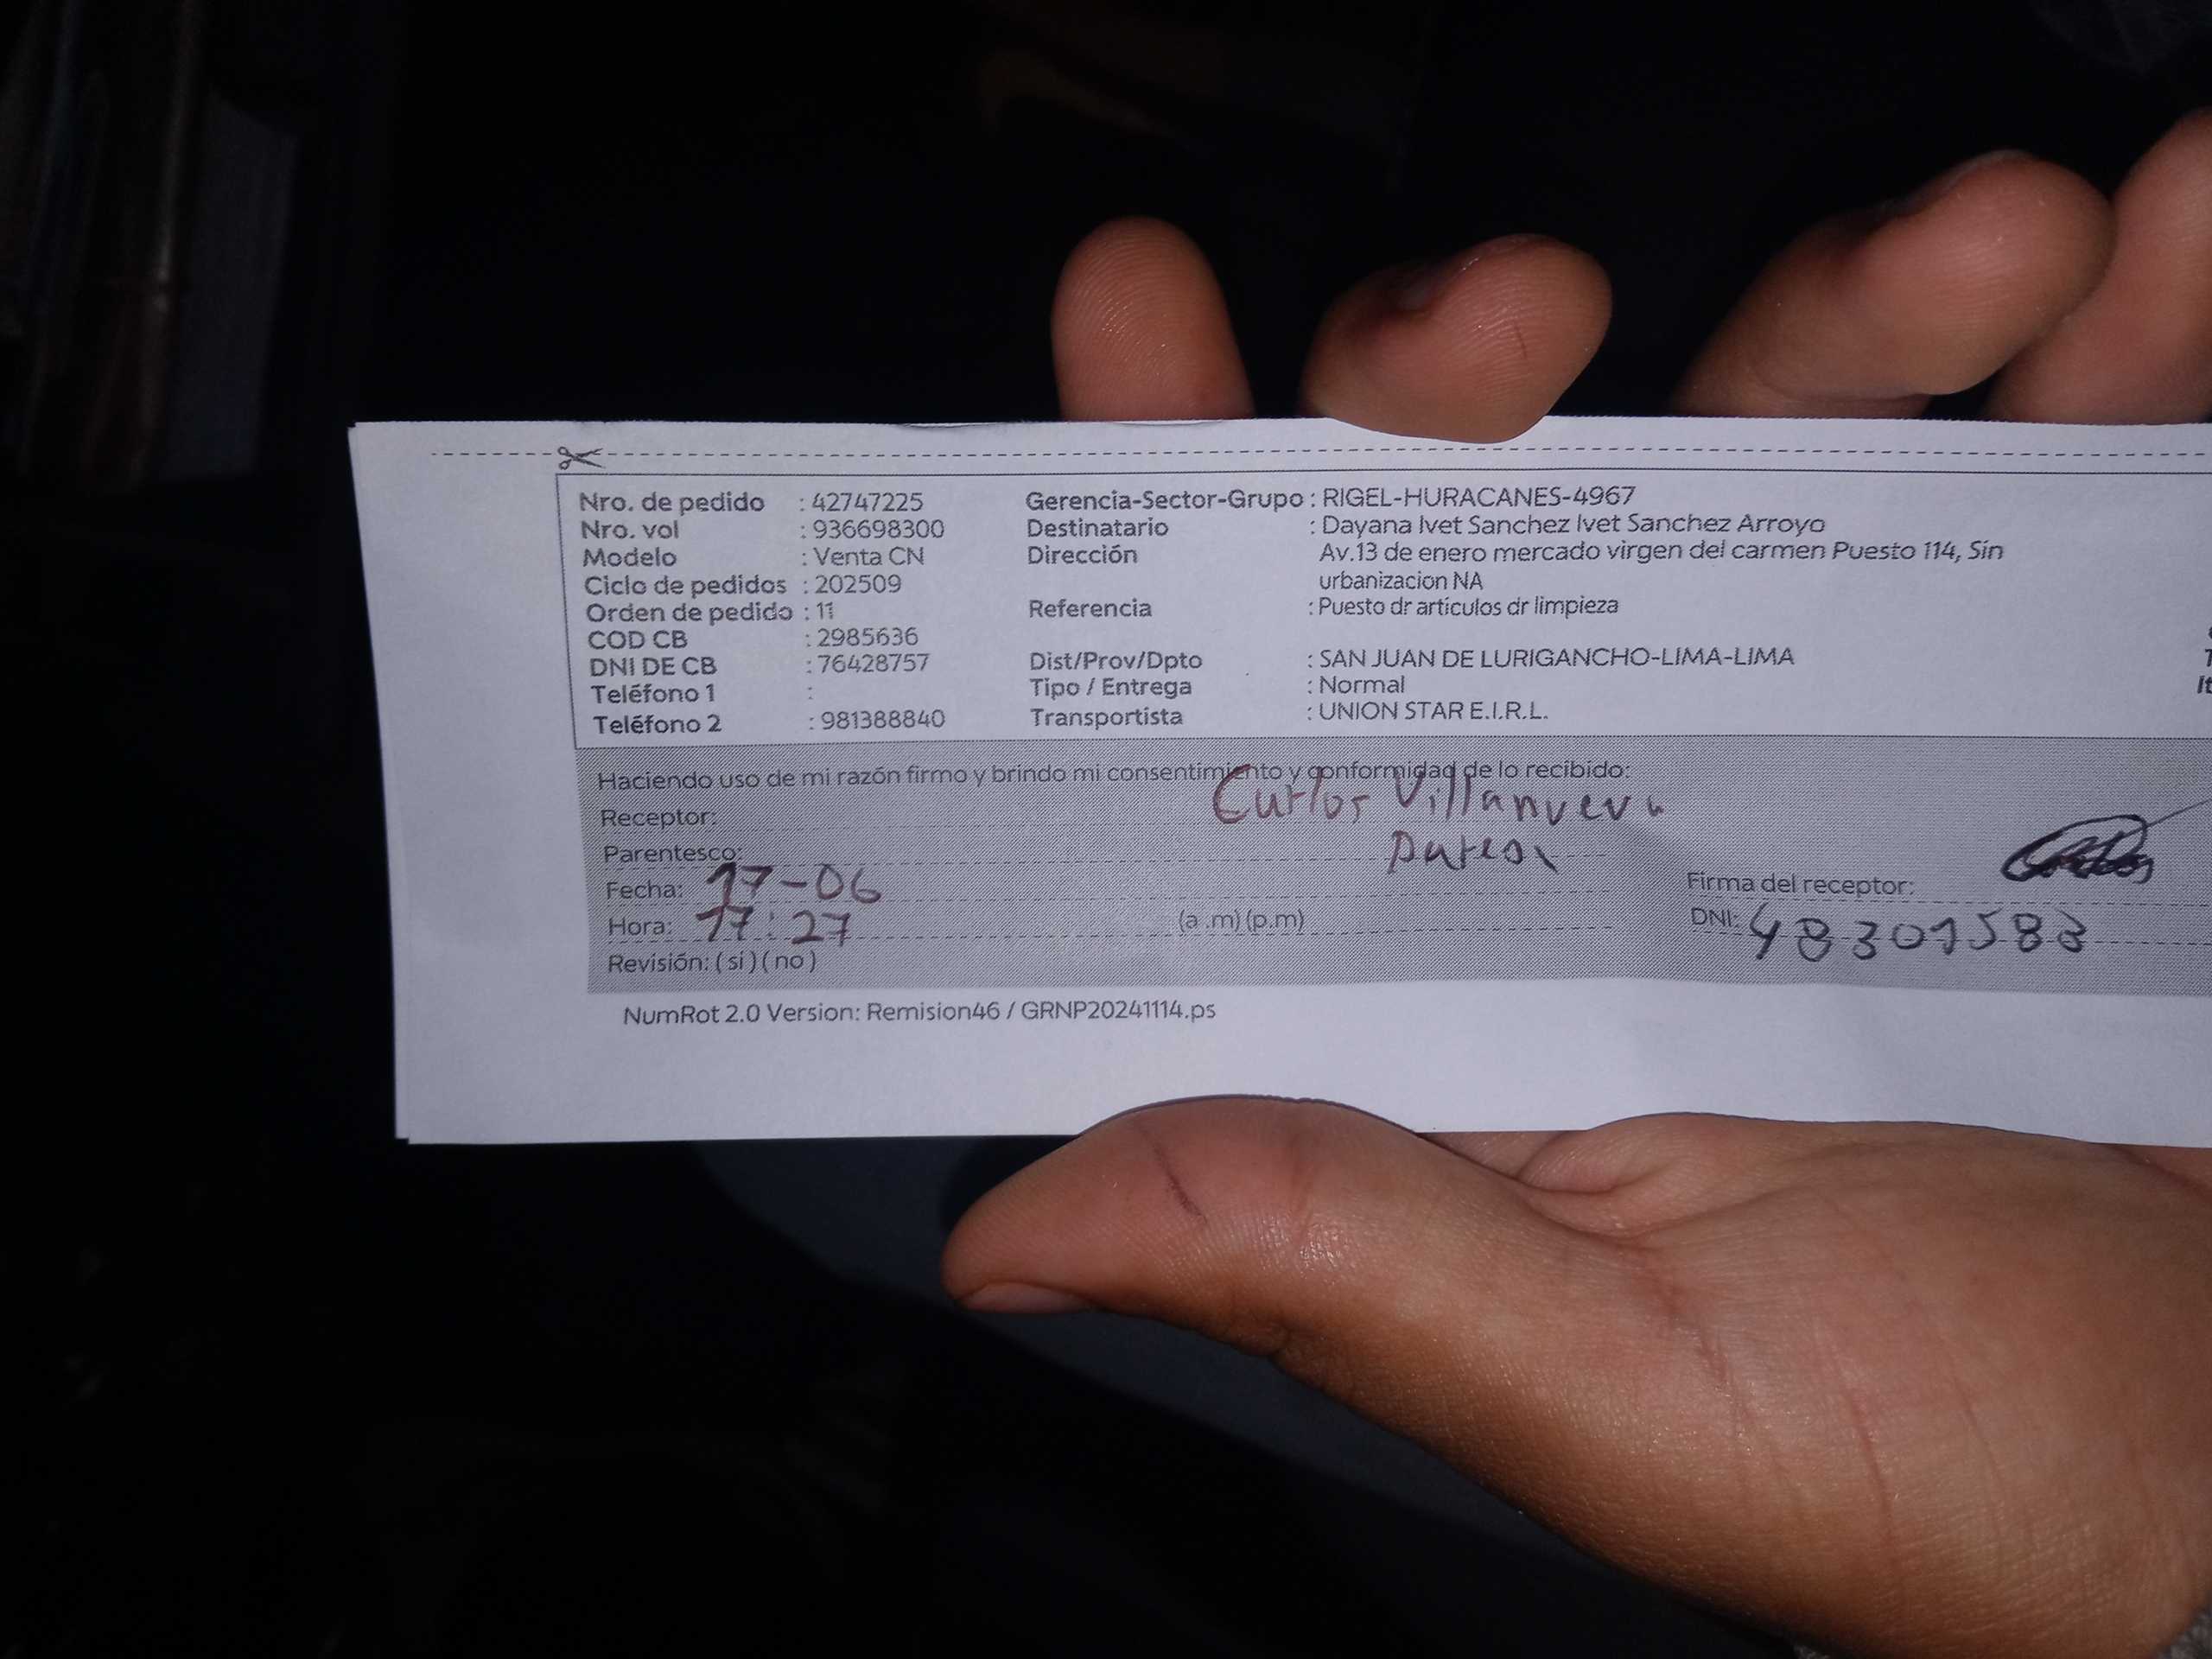 Nro. de pedido : 42747225 Gerencia-Sector-Grupo : RIGEL-HURACANES-4967
Nro. vol : 936698300 Destinatario : Dayana Ivet Sanchez Ivet Sanchez Arroyo
Modelo : Venta CN Dirección Av.13 de enero mercado virgen del carmen Puesto 114, Sin
Ciclo de pedidos : 202509 urbanizacion NA
Orden de pedido : 11 Referencia : Puesto dr artículos dr limpieza
COD CB : 2985636
DNI DE CB : 76428757 Dist/Prov/Dpto : SAN JUAN DE LURIGANCHO-LIMA-LIMA
Teléfono 1 : Tipo / Entrega : Normal
Teléfono 2 : 981388840 Transportista : UNION STAR E.I.R.L.
Haciendo uso de mi razón firmo y brindo mi consentimiento y conformidad de lo recibido:
Receptor: Carlos Villanueva
Parentesco:
Fecha: 17-06 Firma del receptor:
Hora: 17:27 (a .m) (p.m) DNI: 48301583
Revisión: ( si ) ( no )
NumRot 2.0 Version: Remision46 / GRNP20241114.ps